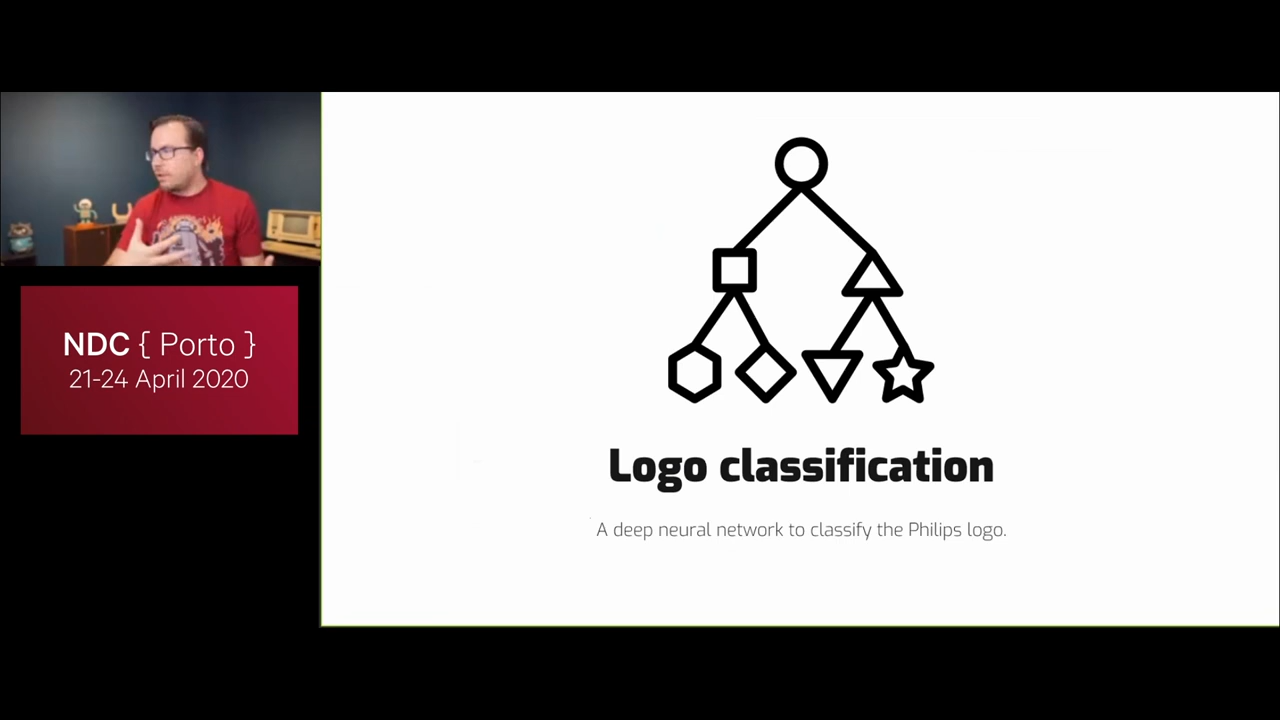 NDC { Porto }
21-24 April 2020
Logo classification
A deep neural network to classify the Philips logo.